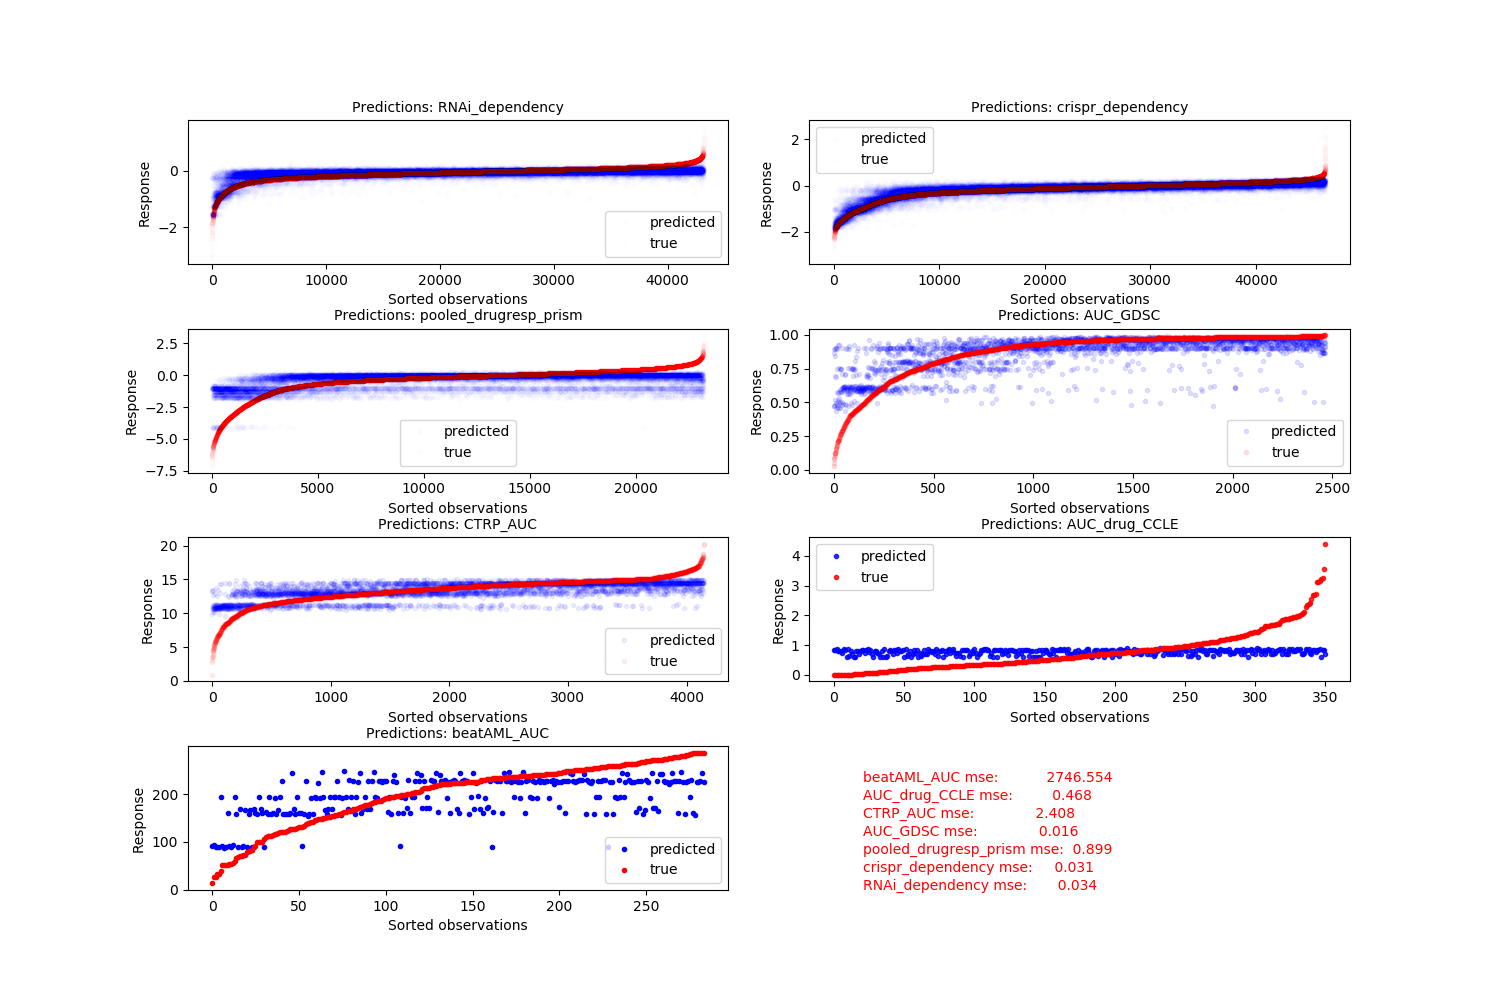 Predictions: RNAi_dependency
Response
0
−2
predicted
true
0 10000 20000 30000 40000
Sorted observations
Predictions: crispr_dependency
Response
2
0
−2
predicted
true
0 10000 20000 30000 40000
Sorted observations
Predictions: pooled_drugresp_prism
Response
2.5
0.0
−2.5
−5.0
−7.5
predicted
true
0 5000 10000 15000 20000
Sorted observations
Predictions: AUC_GDSC
Response
1.00
0.75
0.50
0.25
0.00
predicted
true
0 500 1000 1500 2000 2500
Sorted observations
Predictions: CTRP_AUC
Response
20
15
10
5
0
predicted
true
0 1000 2000 3000 4000
Sorted observations
Predictions: AUC_drug_CCLE
Response
4
3
2
1
0
predicted
true
0 50 100 150 200 250 300 350
Sorted observations
Predictions: beatAML_AUC
Response
200
100
0
predicted
true
0 50 100 150 200 250
Sorted observations
beatAML_AUC mse: 2746.554
AUC_drug_CCLE mse: 0.468
CTRP_AUC mse: 2.408
AUC_GDSC mse: 0.016
pooled_drugresp_prism mse: 0.899
crispr_dependency mse: 0.031
RNAi_dependency mse: 0.034